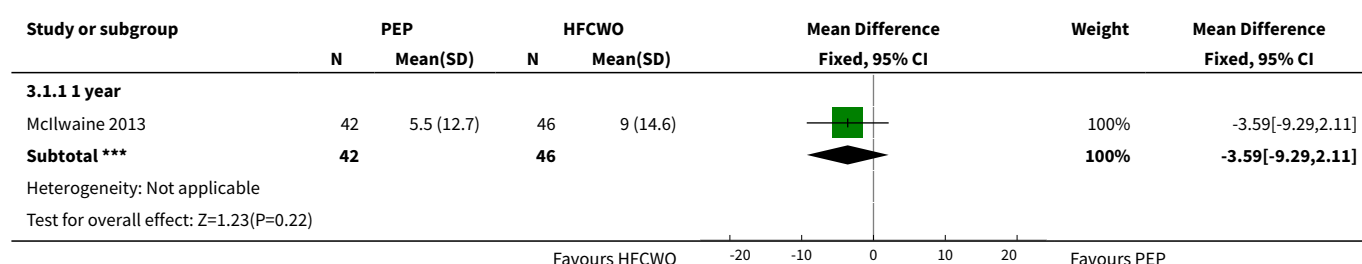 Study or subgroup PEP HFCWO Mean Difference Weight Mean Difference
N Mean(SD) N Mean(SD) Fixed, 95% CI Fixed, 95% CI
3.1.1 1 year
McIlwaine 2013 42 5.5 (12.7) 46 9 (14.6) 100% -3.59[-9.29,2.11]
Subtotal *** 42 46 100% -3.59[-9.29,2.11]
Heterogeneity: Not applicable
Test for overall effect: Z=1.23(P=0.22)
Favours HFCWO -20 -10 0 10 20 Favours PEP